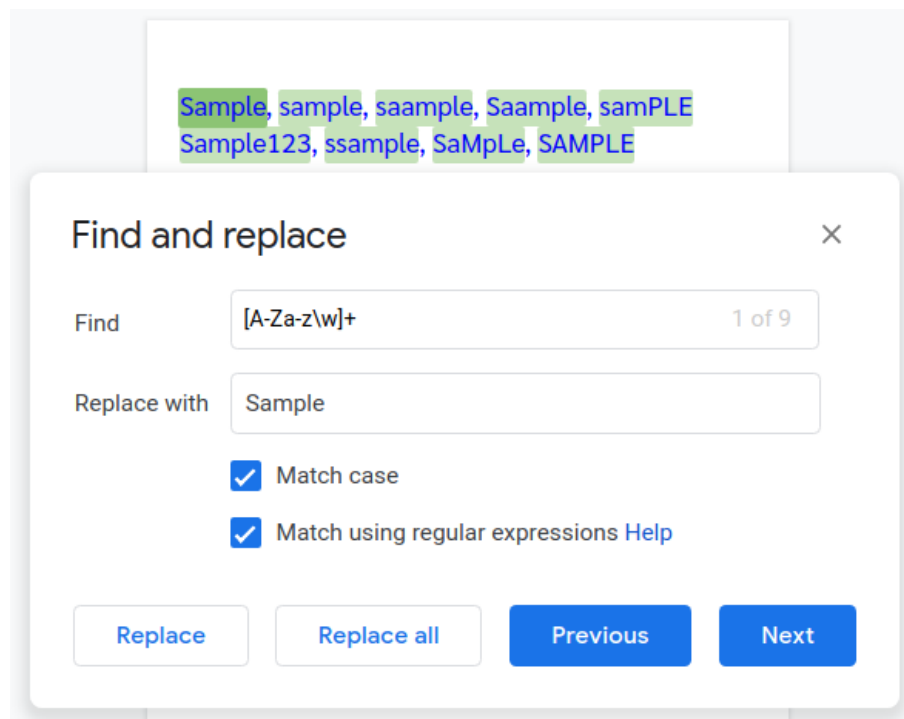 Sample, sample, saample, Saample, samPLE
Sample123, ssample, SaMpLe, SAMPLE
Find and replace
Find [A-Za-z\w]+ 1 of 9
Replace with Sample
Match case
Match using regular expressions Help
Replace Replace all Previous Next